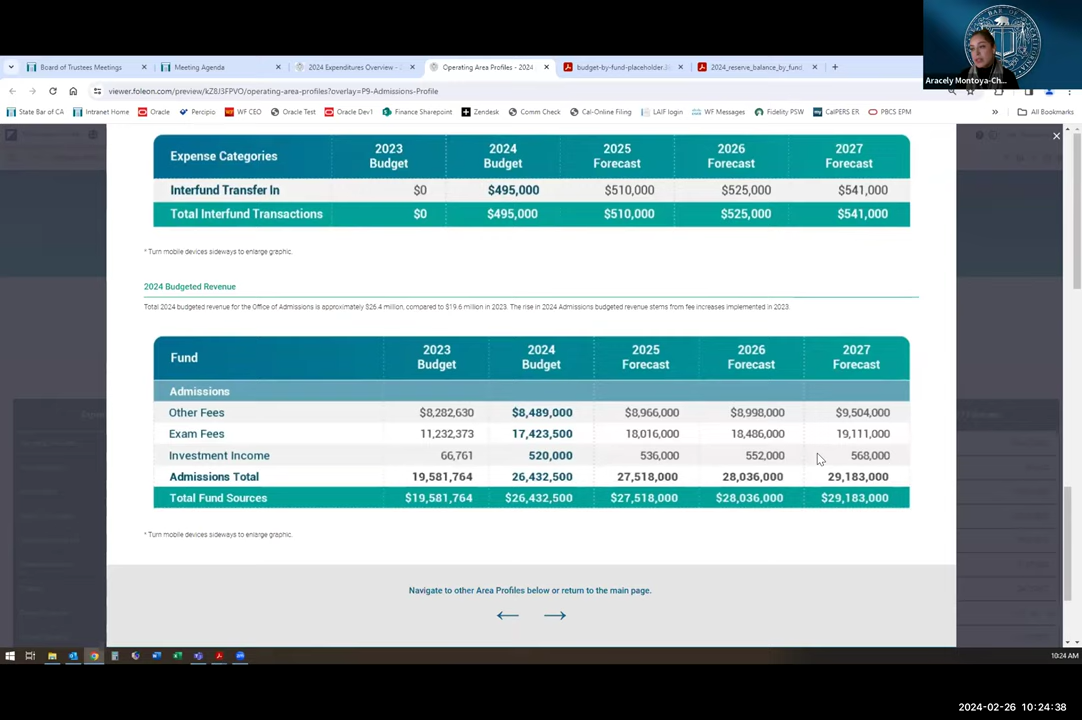 BAR OF
Aracely Montoya-Ch...
Board of Trustees Meetings
Meeting Agenda
2024 Expenditures Overview -
Operating Area Profiles - 2024
budget-by-fund-placeholder.
2024_reserve_balance_by_fund
viewer.foleon.com/preview/kZ8J3FPVO/operating-area-profiles?overlay=P9-Admissions-Profile
State Bar of CA
Intranet Home
Oracle
Percipio
WF CEO
Oracle Test
Oracle Dev1
Finance Sharepoint
Zendesk
Comm Check
Cal-Online Filing
LAIF login
WF Messages
Fidelity PSW
CalPERS ER
PBCS EPM
»
All Bookmarks
Expense Categories 2023 Budget 2024 Budget 2025 Forecast 2026 Forecast 2027 Forecast
Interfund Transfer In $0 $495,000 $510,000 $525,000 $541,000
Total Interfund Transactions $0 $495,000 $510,000 $525,000 $541,000
* Turn mobile devices sideways to enlarge graphic.
2024 Budgeted Revenue
Total 2024 budgeted revenue for the Office of Admissions is approximately $26.4 million, compared to $19.6 million in 2023. The rise in 2024 Admissions budgeted revenue stems from fee increases implemented in 2023.
Fund 2023 Budget 2024 Budget 2025 Forecast 2026 Forecast 2027 Forecast
Admissions
Other Fees $8,282,630 $8,489,000 $8,966,000 $8,998,000 $9,504,000
Exam Fees 11,232,373 17,423,500 18,016,000 18,486,000 19,111,000
Investment Income 66,761 520,000 536,000 552,000 568,000
Admissions Total 19,581,764 26,432,500 27,518,000 28,036,000 29,183,000
Total Fund Sources $19,581,764 $26,432,500 $27,518,000 $28,036,000 $29,183,000
* Turn mobile devices sideways to enlarge graphic.
Navigate to other Area Profiles below or return to the main page.
10:24 AM
2024-02-26 10:24:38